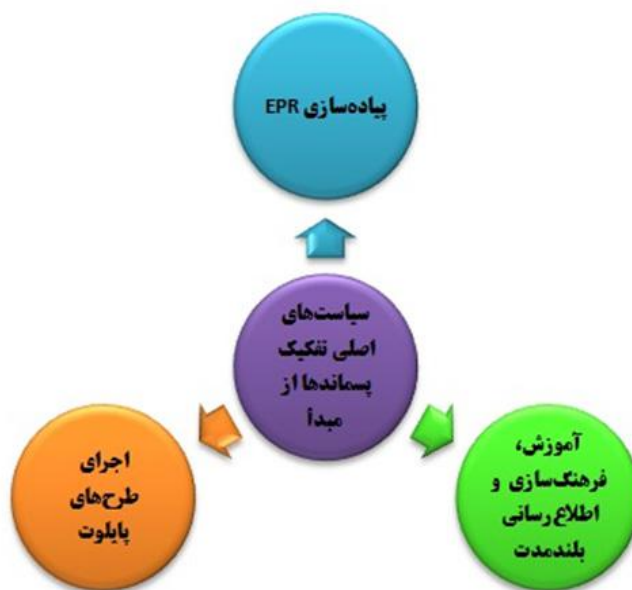 پیاده‌سازی EPR
سیاست‌های
اصلی تفکیک
پسماندها از
مبدأ
آموزش،
فرهنگ‌سازی و
اطلاع‌رسانی
بلندمدت
اجرای
طرح‌های
پایلوت